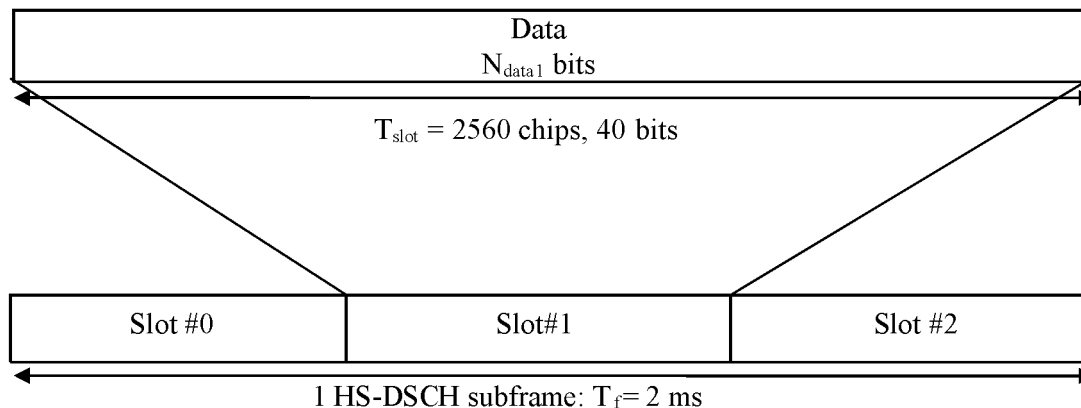 Data
N_data1 bits
T_slot = 2560 chips, 40 bits
Slot #0 Slot#1 Slot #2
1 HS-DSCH subframe: T_f= 2 ms